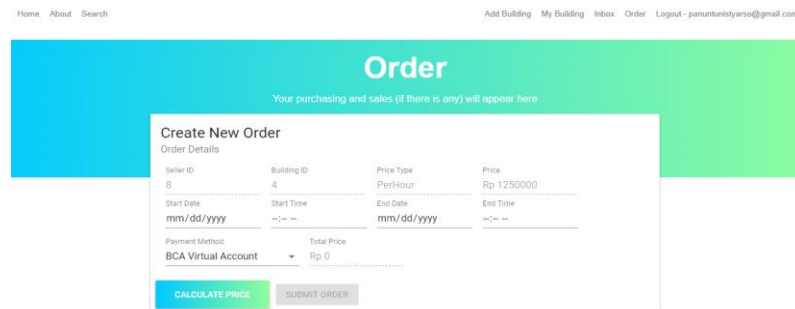 Home About Search Add Building My Building Inbox Order Logout - panuntunistyarso@gmail.com
Order
Your purchasing and sales (if there is any) will appear here
Create New Order
Order Details
Seller ID Building ID Price Type Price
8 4 PerHour Rp 1250000
Start Date Start Time End Date End Time
mm/dd/yyyy --:-- -- mm/dd/yyyy --:-- --
Payment Method Total Price
BCA Virtual Account Rp 0
CALCULATE PRICE SUBMIT ORDER